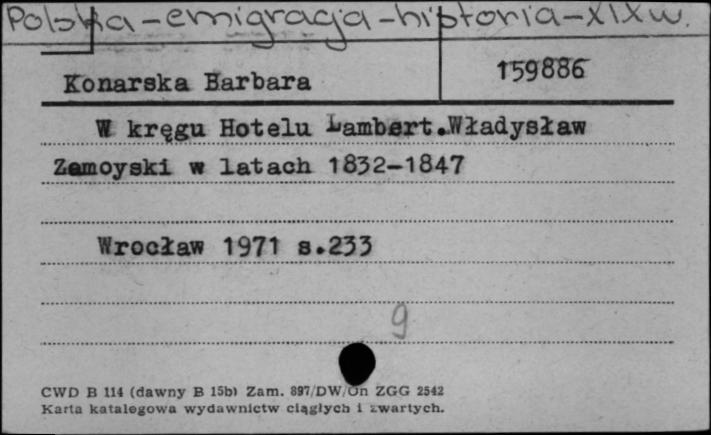 Polska-emigracja-historia-XIXw.
Konarska Barbara
159886
W kręgu Hotelu Lambert.Władysław
Zamoyski w latach 1832-1847
Wrocław 1971 s.233
9
CWD B 114 (dawny B 15b) Zam. 897/DW/Gn ZGG 2542
Karta katalogowa wydawnictw ciągłych i zwartych.